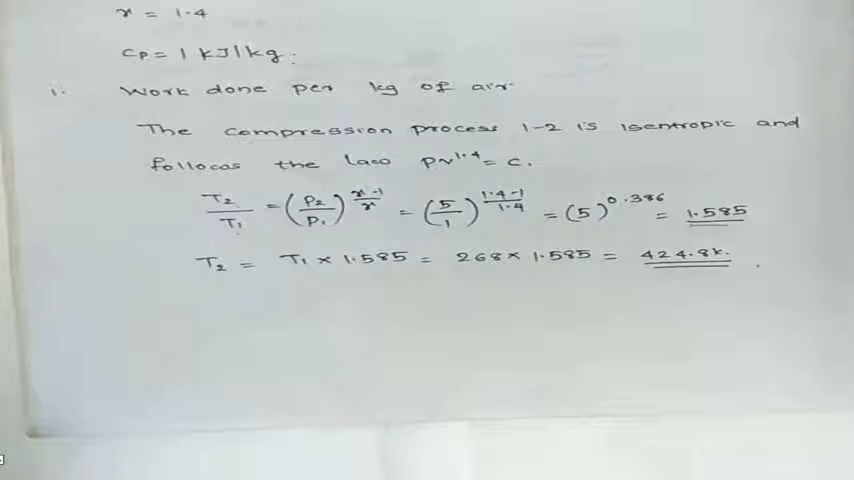 γ = 1.4
Cp = 1 KJ/kg.
i. Work done per kg of air.
The compression process 1-2 is isentropic and
follows the law pv^1.4 = c.
T2/T1 = (P2/P1)^(γ-1/γ) = (5/1)^(1.4-1/1.4) = (5)^0.386 = 1.585
T2 = T1 × 1.585 = 268 × 1.585 = 424.8k.